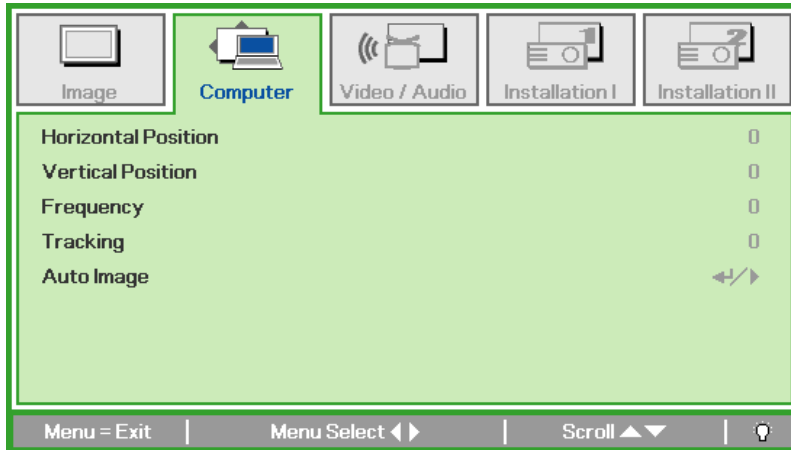 Image Computer Video / Audio Installation I Installation II
Horizontal Position 0
Vertical Position 0
Frequency 0
Tracking 0
Auto Image
Menu = Exit Menu Select Scroll